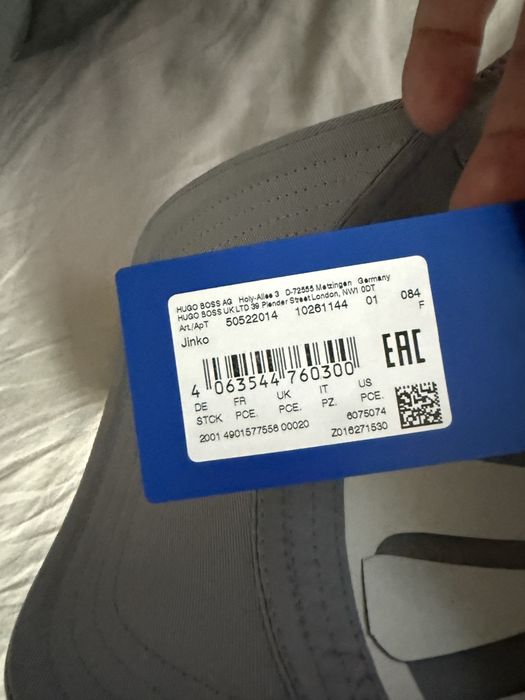 HUGO BOSS AG Holy-Allee 3 D-72555 Metzingen Germany
HUGO BOSS UK LTD 39 Plender Street London, NW1 0DT
Art./ApT 50522014 10261144 01 084
Jinko F
EAC
4 063544 760300
DE FR UK IT US
STCK PCE. PCE. PZ. PCE.
6075074
2001 4901577556 00020 Z016271530